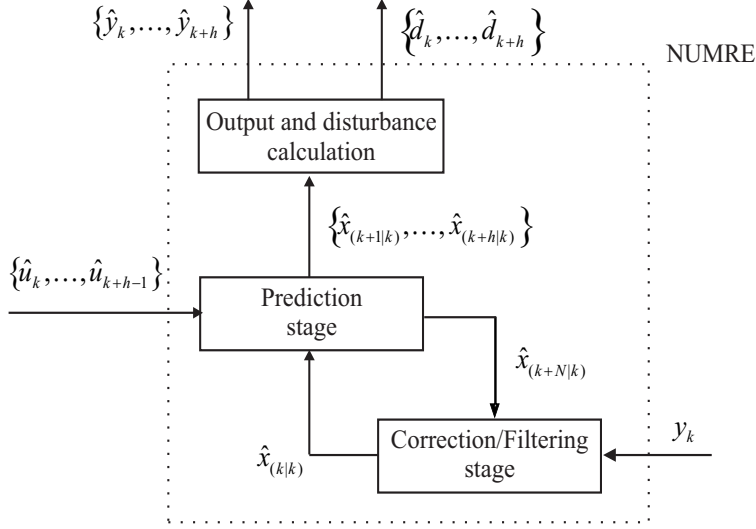 {ŷ_k,…,ŷ_{k+h}}
{d̂_k,…,d̂_{k+h}}
NUMRE
Output and disturbance
calculation
{x̂_{(k+1|k)},…,x̂_{(k+h|k)}}
{û_k,…,û_{k+h−1}}
Prediction
stage
x̂_{(k+N|k)}
x̂_{(k|k)}
Correction/Filtering
stage
y_k